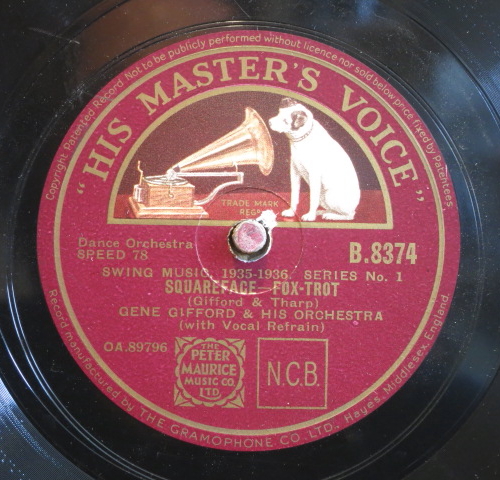 Copyright Patented Record Not to be publicly performed without licence nor sold below price fixed by Patentees.
"HIS MASTER'S VOICE"
TRADE MARK
REGD
Dance Orchestra
SPEED 78
B.8374
SWING MUSIC, 1935-1936. SERIES No. 1
SQUAREFACE—FOX-TROT
(Gifford & Tharp)
GENE GIFFORD & HIS ORCHESTRA
(with Vocal Refrain)
OA.89796
THE
PETER
MAURICE
MUSIC CO.
LTD
N.C.B.
Record manufactured by THE GRAMOPHONE CO. LTD., Hayes, Middlesex, England.